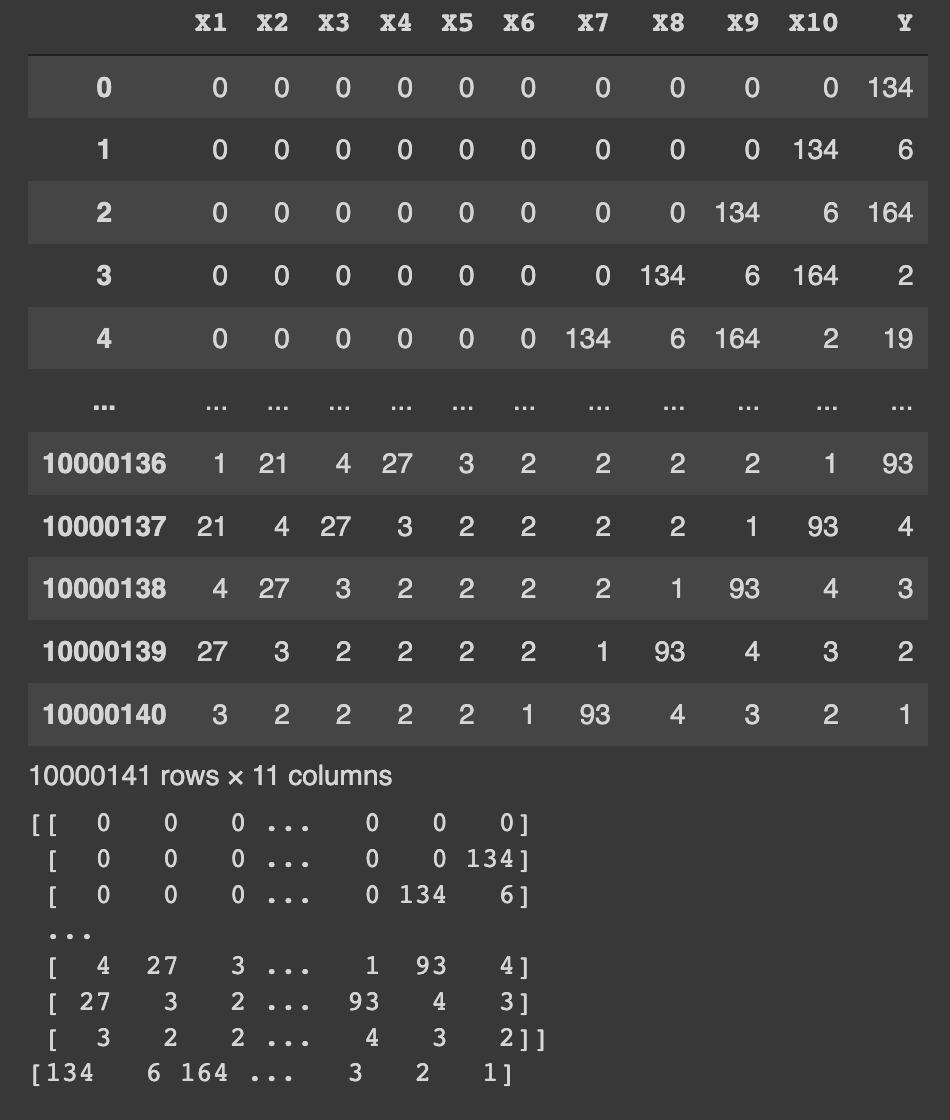 X1 X2 X3 X4 X5 X6 X7 X8 X9 X10 Y
0 0 0 0 0 0 0 0 0 0 0 134
1 0 0 0 0 0 0 0 0 0 134 6
2 0 0 0 0 0 0 0 0 134 6 164
3 0 0 0 0 0 0 0 134 6 164 2
4 0 0 0 0 0 0 134 6 164 2 19
... ... ... ... ... ... ... ... ... ... ... ...
10000136 1 21 4 27 3 2 2 2 2 1 93
10000137 21 4 27 3 2 2 2 2 1 93 4
10000138 4 27 3 2 2 2 2 1 93 4 3
10000139 27 3 2 2 2 2 1 93 4 3 2
10000140 3 2 2 2 2 1 93 4 3 2 1
10000141 rows × 11 columns
[[ 0 0 0 ... 0 0 0]
[ 0 0 0 ... 0 0 134]
[ 0 0 0 ... 0 134 6]
...
[ 4 27 3 ... 1 93 4]
[ 27 3 2 ... 93 4 3]
[ 3 2 2 ... 4 3 2]]
[134 6 164 ... 3 2 1]